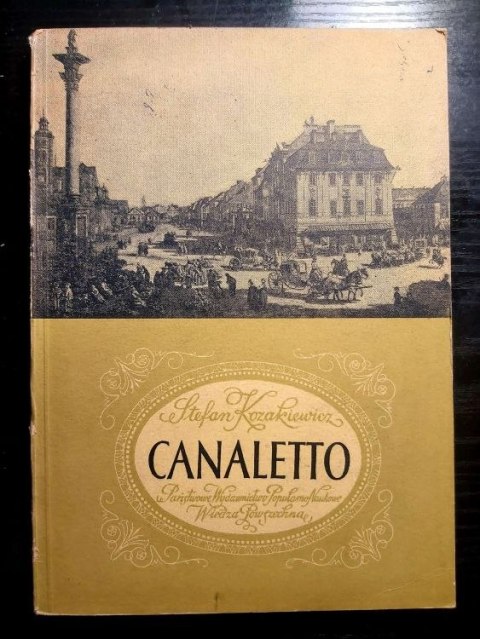 Stefan Kozakiewicz
CANALETTO
Państwowe Wydawnictwo Popularno-Naukowe
"Wiedza Powszechna"